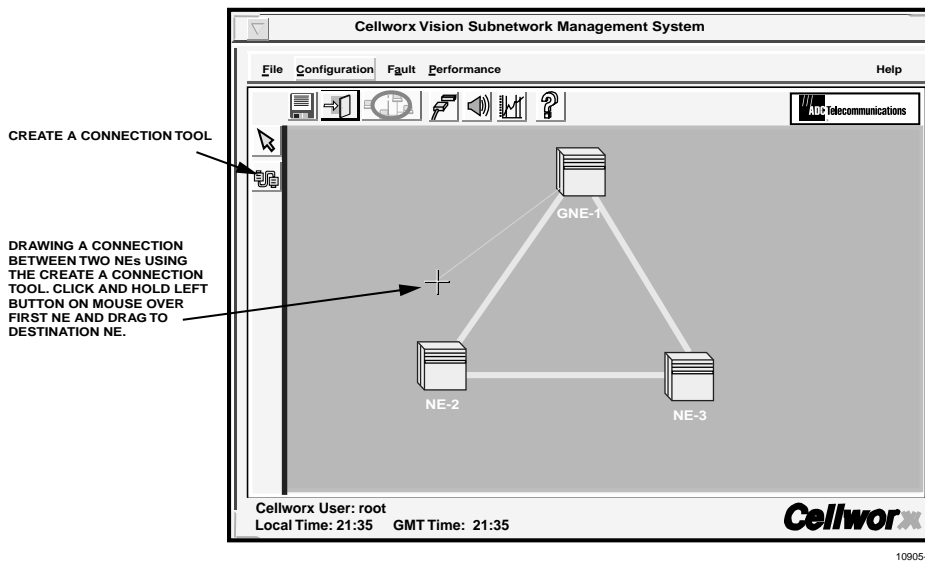 Cellworx Vision Subnetwork Management System
File Configuration Fault Performance Help
ADC Telecommunications
CREATE A CONNECTION TOOL
GNE-1
DRAWING A CONNECTION
BETWEEN TWO NEs USING
THE CREATE A CONNECTION
TOOL. CLICK AND HOLD LEFT
BUTTON ON MOUSE OVER
FIRST NE AND DRAG TO
DESTINATION NE.
NE-2
NE-3
Cellworx User: root
Local Time: 21:35 GMT Time: 21:35
Cellworx
10905-